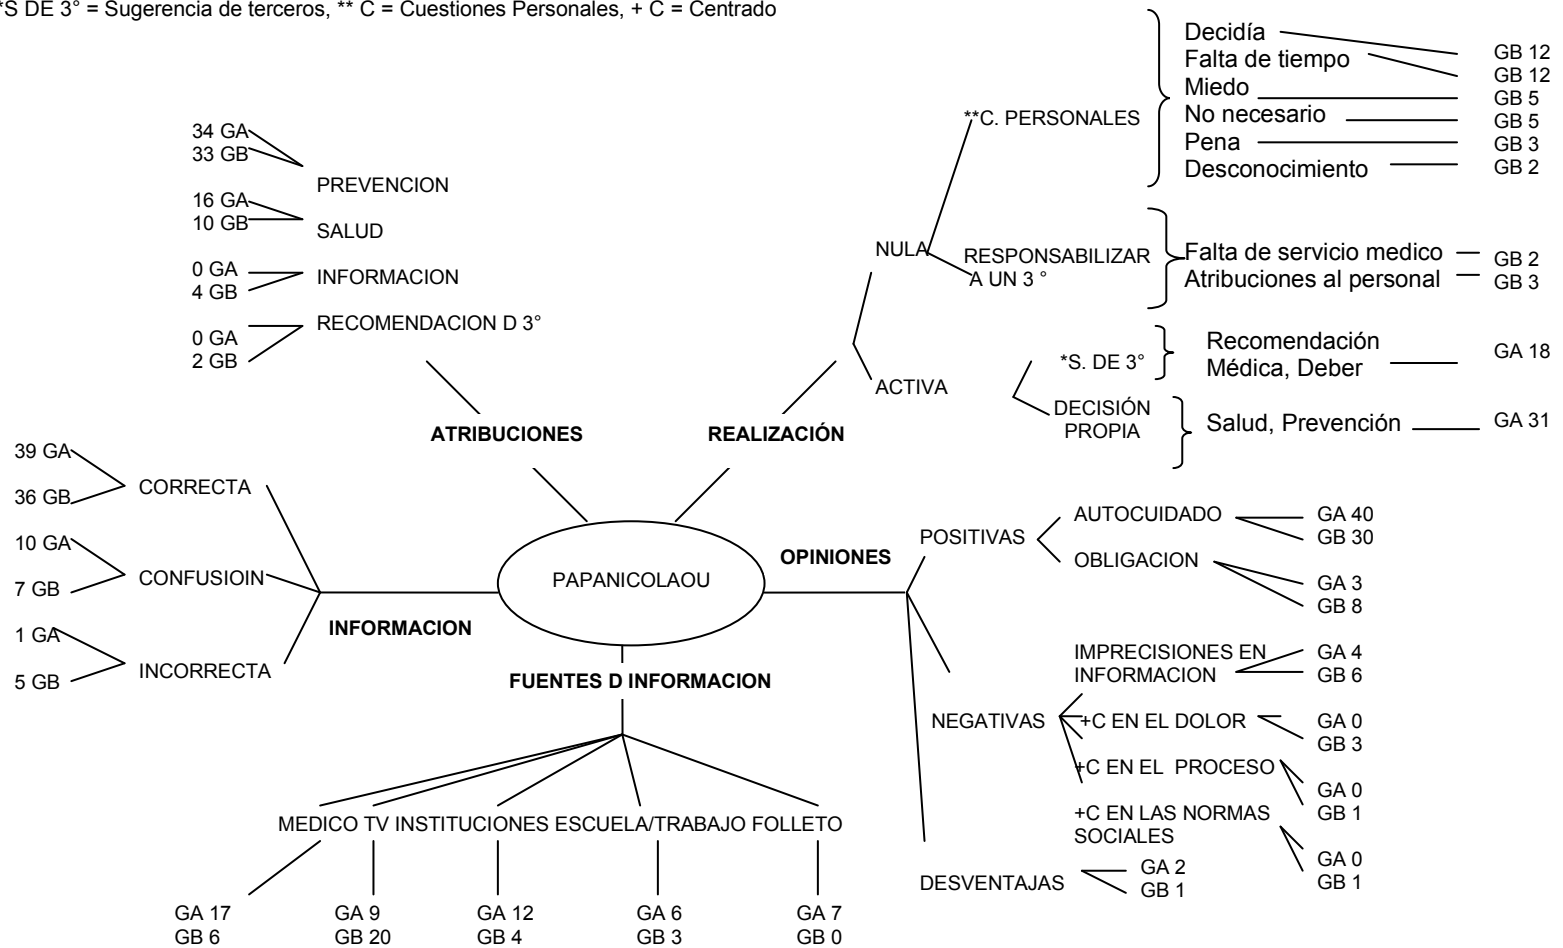 *S DE 3° = Sugerencia de terceros, ** C = Cuestiones Personales, + C = Centrado
34 GA
33 GB
PREVENCION
16 GA
10 GB
SALUD
0 GA
4 GB
INFORMACION
0 GA
2 GB
RECOMENDACION D 3°
ATRIBUCIONES
REALIZACIÓN
NULA
**C. PERSONALES
Decidía
GB 12
Falta de tiempo
GB 12
Miedo
GB 5
No necesario
GB 5
Pena
GB 3
Desconocimiento
GB 2
RESPONSABILIZAR
A UN 3 °
Falta de servicio medico
GB 2
Atribuciones al personal
GB 3
ACTIVA
*S. DE 3°
Recomendación
Médica, Deber
GA 18
DECISIÓN
PROPIA
Salud, Prevención
GA 31
39 GA
36 GB
CORRECTA
10 GA
7 GB
CONFUSIOIN
1 GA
5 GB
INCORRECTA
INFORMACION
PAPANICOLAOU
OPINIONES
POSITIVAS
AUTOCUIDADO
GA 40
GB 30
OBLIGACION
GA 3
GB 8
NEGATIVAS
IMPRECISIONES EN
INFORMACION
GA 4
GB 6
+C EN EL DOLOR
GA 0
GB 3
+C EN EL PROCESO
GA 0
GB 1
+C EN LAS NORMAS
SOCIALES
GA 0
GB 1
DESVENTAJAS
GA 2
GB 1
FUENTES D INFORMACION
MEDICO TV INSTITUCIONES ESCUELA/TRABAJO FOLLETO
GA 17
GB 6
GA 9
GB 20
GA 12
GB 4
GA 6
GB 3
GA 7
GB 0